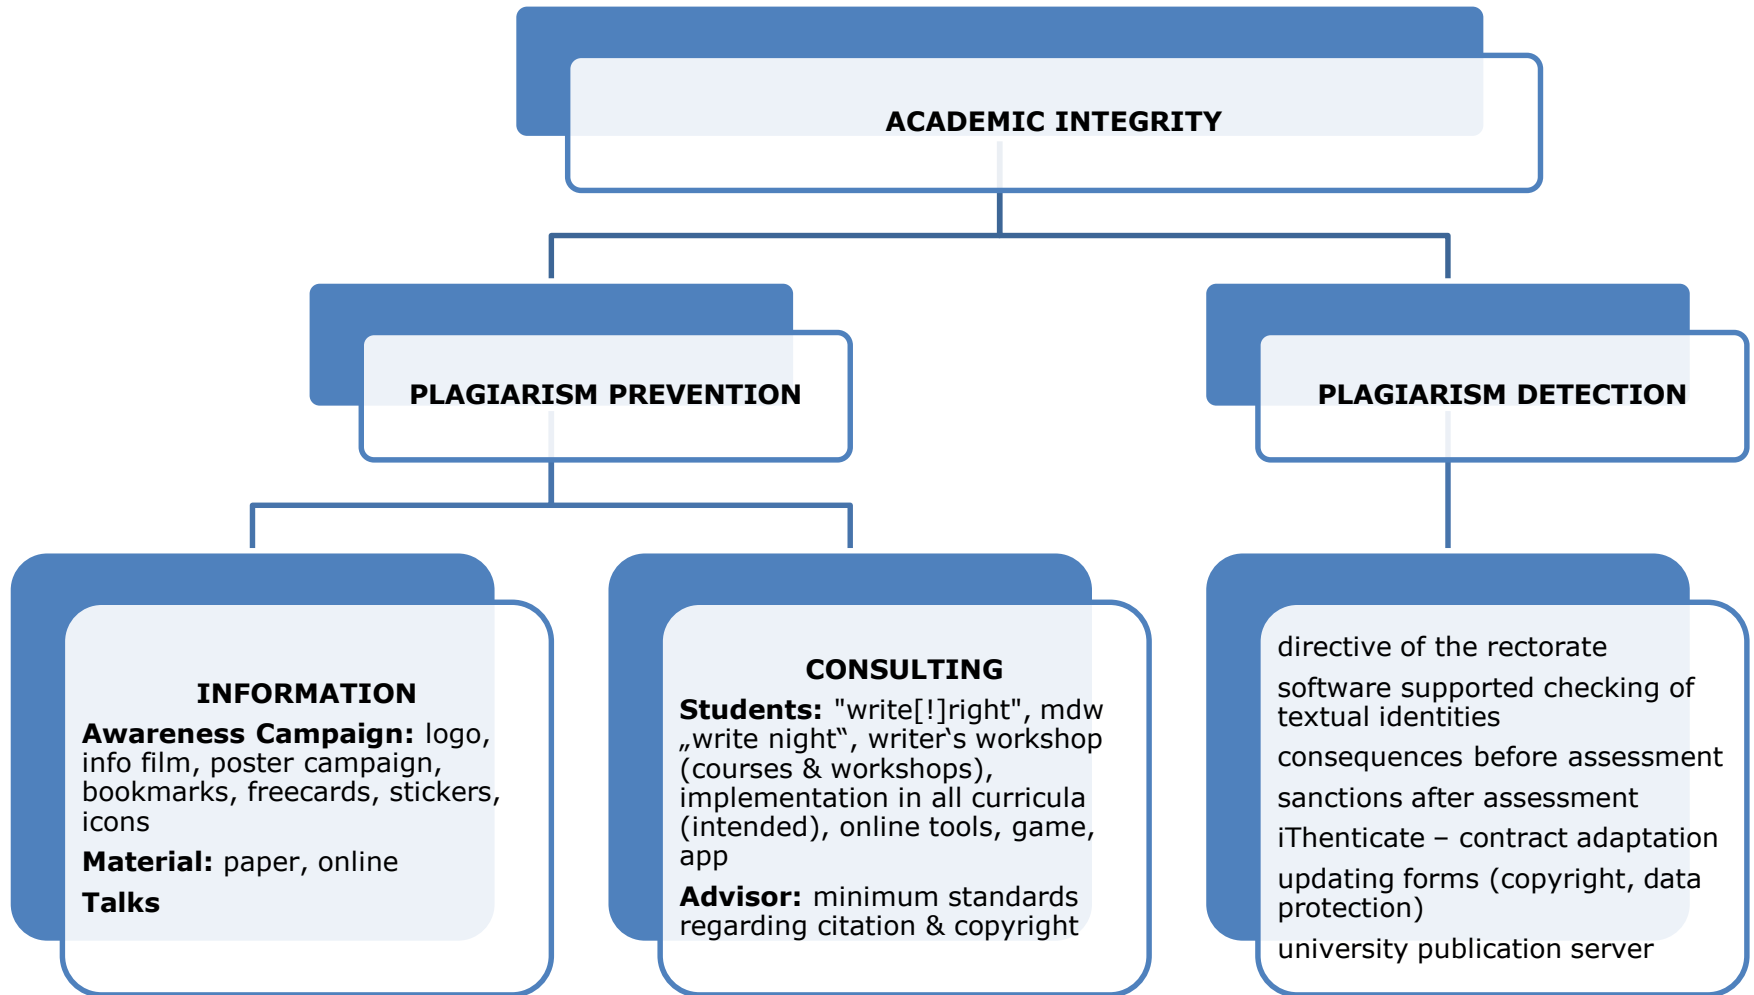 ACADEMIC INTEGRITY
PLAGIARISM PREVENTION
PLAGIARISM DETECTION
INFORMATION
Awareness Campaign: logo,
info film, poster campaign,
bookmarks, freecards, stickers,
icons
Material: paper, online
Talks
CONSULTING
Students: "write[!]right", mdw
„write night“, writer‘s workshop
(courses & workshops),
implementation in all curricula
(intended), online tools, game,
app
Advisor: minimum standards
regarding citation & copyright
directive of the rectorate
software supported checking of
textual identities
consequences before assessment
sanctions after assessment
iThenticate – contract adaptation
updating forms (copyright, data
protection)
university publication server